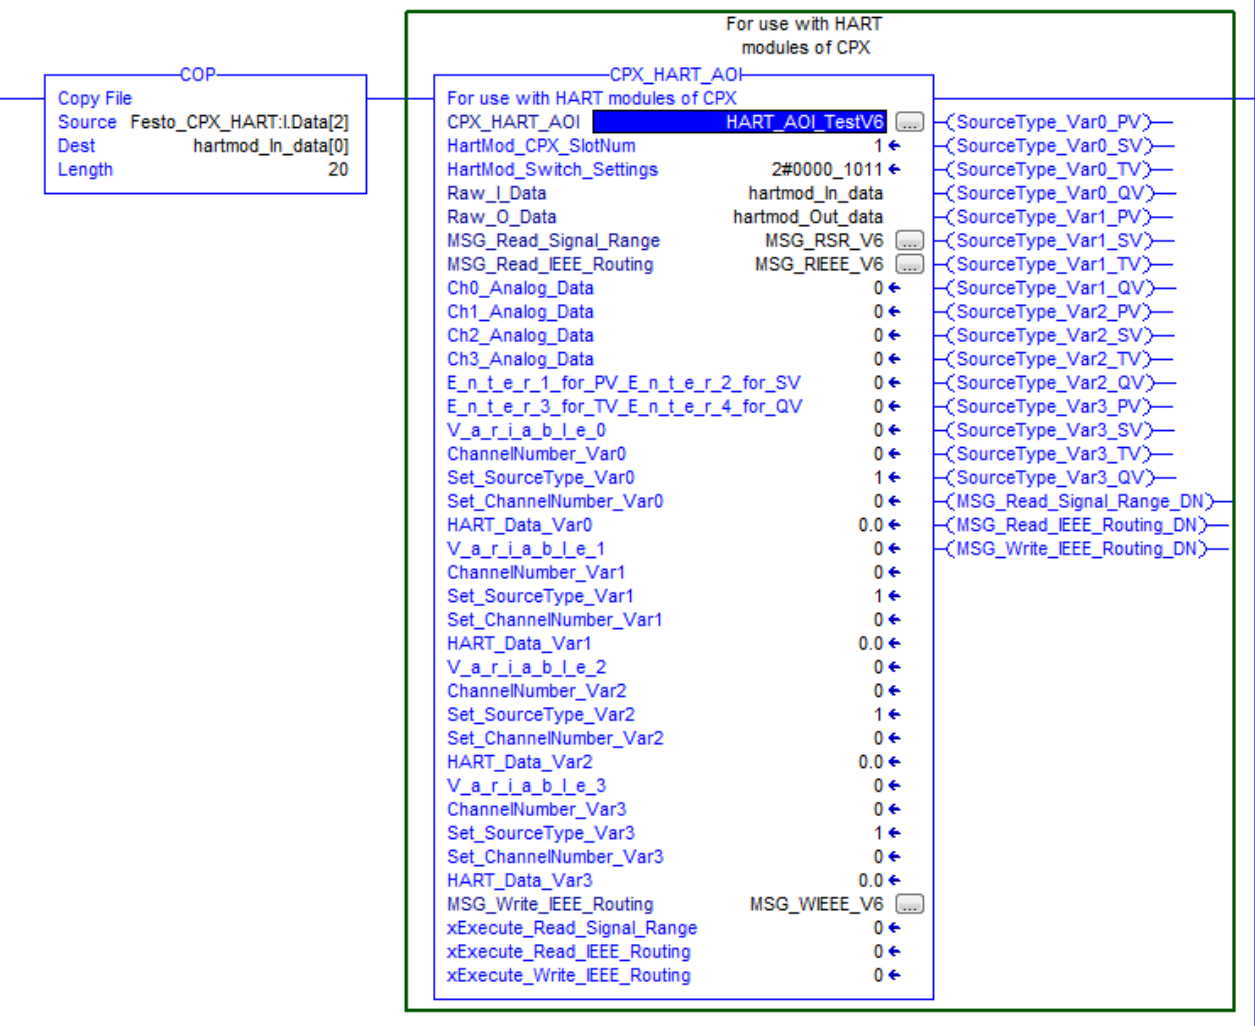 For use with HART
modules of CPX
COP
Copy File
Source Festo_CPX_HART:I.Data[2]
Dest hartmod_In_data[0]
Length 20
CPX_HART_AOI
For use with HART modules of CPX
CPX_HART_AOI HART_AOI_TestV6 ...
HartMod_CPX_SlotNum 1
HartMod_Switch_Settings 2#0000_1011
Raw_I_Data hartmod_In_data
Raw_O_Data hartmod_Out_data
MSG_Read_Signal_Range MSG_RSR_V6 ...
MSG_Read_IEEE_Routing MSG_RIEEE_V6 ...
Ch0_Analog_Data 0
Ch1_Analog_Data 0
Ch2_Analog_Data 0
Ch3_Analog_Data 0
E_n_t_e_r_1_for_PV_E_n_t_e_r_2_for_SV 0
E_n_t_e_r_3_for_TV_E_n_t_e_r_4_for_QV 0
V_a_r_i_a_b_l_e_0 0
ChannelNumber_Var0 0
Set_SourceType_Var0 1
Set_ChannelNumber_Var0 0
HART_Data_Var0 0.0
V_a_r_i_a_b_l_e_1 0
ChannelNumber_Var1 0
Set_SourceType_Var1 1
Set_ChannelNumber_Var1 0
HART_Data_Var1 0.0
V_a_r_i_a_b_l_e_2 0
ChannelNumber_Var2 0
Set_SourceType_Var2 1
Set_ChannelNumber_Var2 0
HART_Data_Var2 0.0
V_a_r_i_a_b_l_e_3 0
ChannelNumber_Var3 0
Set_SourceType_Var3 1
Set_ChannelNumber_Var3 0
HART_Data_Var3 0.0
MSG_Write_IEEE_Routing MSG_WIEEE_V6 ...
xExecute_Read_Signal_Range 0
xExecute_Read_IEEE_Routing 0
xExecute_Write_IEEE_Routing 0
SourceType_Var0_PV
SourceType_Var0_SV
SourceType_Var0_TV
SourceType_Var0_QV
SourceType_Var1_PV
SourceType_Var1_SV
SourceType_Var1_TV
SourceType_Var1_QV
SourceType_Var2_PV
SourceType_Var2_SV
SourceType_Var2_TV
SourceType_Var2_QV
SourceType_Var3_PV
SourceType_Var3_SV
SourceType_Var3_TV
SourceType_Var3_QV
MSG_Read_Signal_Range_DN
MSG_Read_IEEE_Routing_DN
MSG_Write_IEEE_Routing_DN